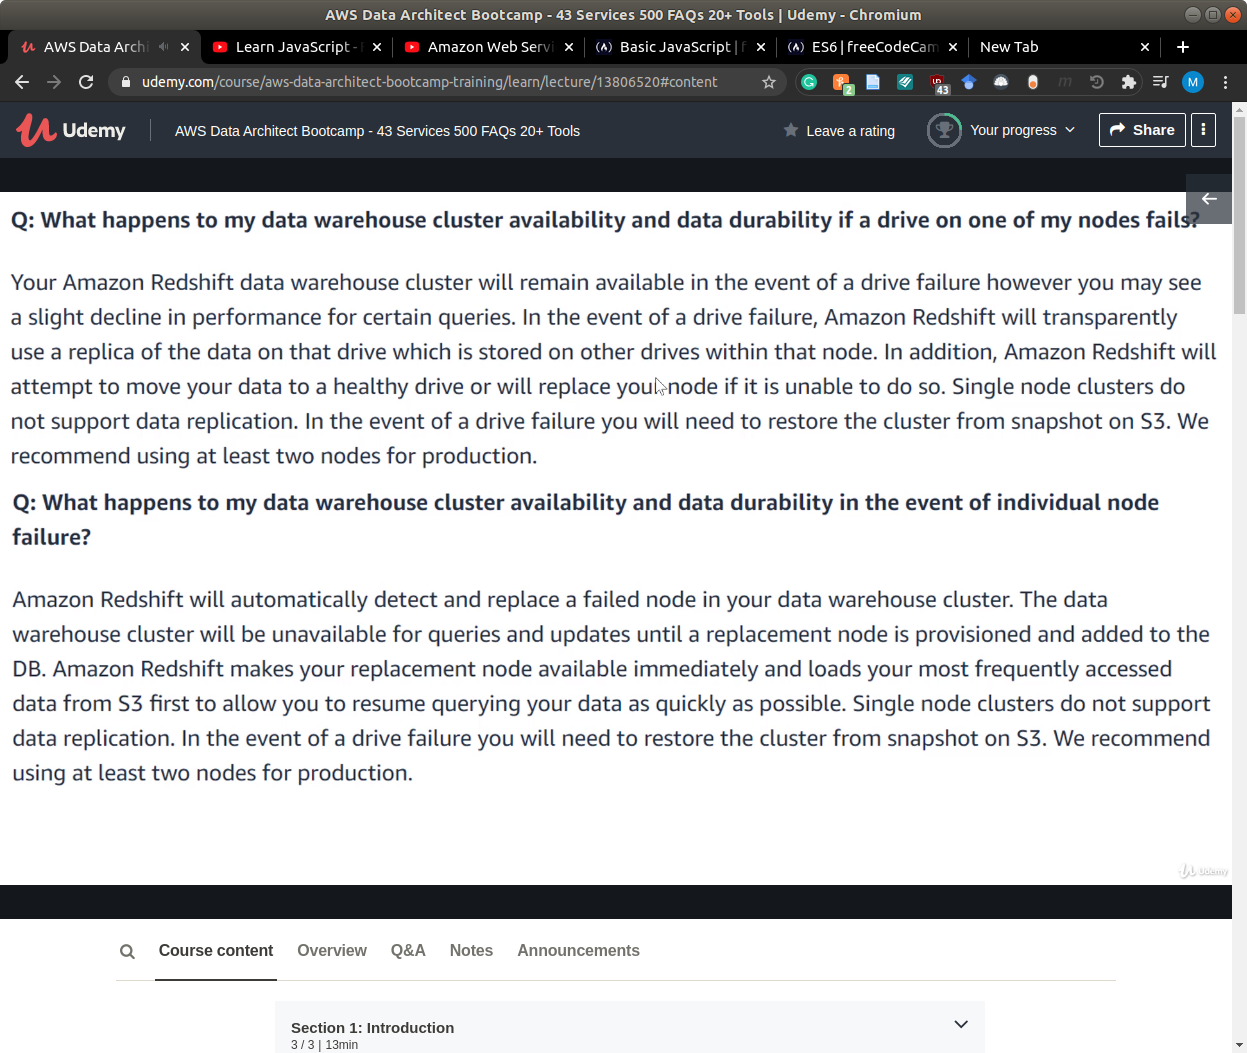 AWS Data Architect Bootcamp - 43 Services 500 FAQs 20+ Tools | Udemy - Chromium
AWS Data Archi
Learn JavaScript -
Amazon Web Servi
Basic JavaScript | f
ES6 | freeCodeCam
New Tab
udemy.com/course/aws-data-architect-bootcamp-training/learn/lecture/13806520#content
2
43
M
Udemy
AWS Data Architect Bootcamp - 43 Services 500 FAQs 20+ Tools
Leave a rating
Your progress
Share
Q: What happens to my data warehouse cluster availability and data durability if a drive on one of my nodes fails?
Your Amazon Redshift data warehouse cluster will remain available in the event of a drive failure however you may see
a slight decline in performance for certain queries. In the event of a drive failure, Amazon Redshift will transparently
use a replica of the data on that drive which is stored on other drives within that node. In addition, Amazon Redshift will
attempt to move your data to a healthy drive or will replace your node if it is unable to do so. Single node clusters do
not support data replication. In the event of a drive failure you will need to restore the cluster from snapshot on S3. We
recommend using at least two nodes for production.
Q: What happens to my data warehouse cluster availability and data durability in the event of individual node
failure?
Amazon Redshift will automatically detect and replace a failed node in your data warehouse cluster. The data
warehouse cluster will be unavailable for queries and updates until a replacement node is provisioned and added to the
DB. Amazon Redshift makes your replacement node available immediately and loads your most frequently accessed
data from S3 first to allow you to resume querying your data as quickly as possible. Single node clusters do not support
data replication. In the event of a drive failure you will need to restore the cluster from snapshot on S3. We recommend
using at least two nodes for production.
Udemy
Course content
Overview
Q&A
Notes
Announcements
Section 1: Introduction
3 / 3 | 13min